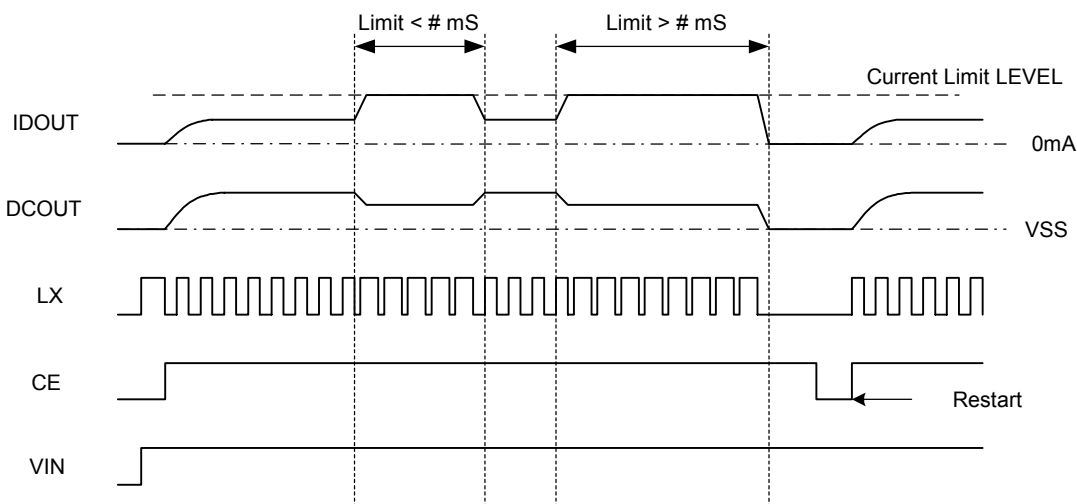 Limit < # mS
Limit > # mS
Current Limit LEVEL
IDOUT
0mA
DCOUT
VSS
LX
CE
Restart
VIN